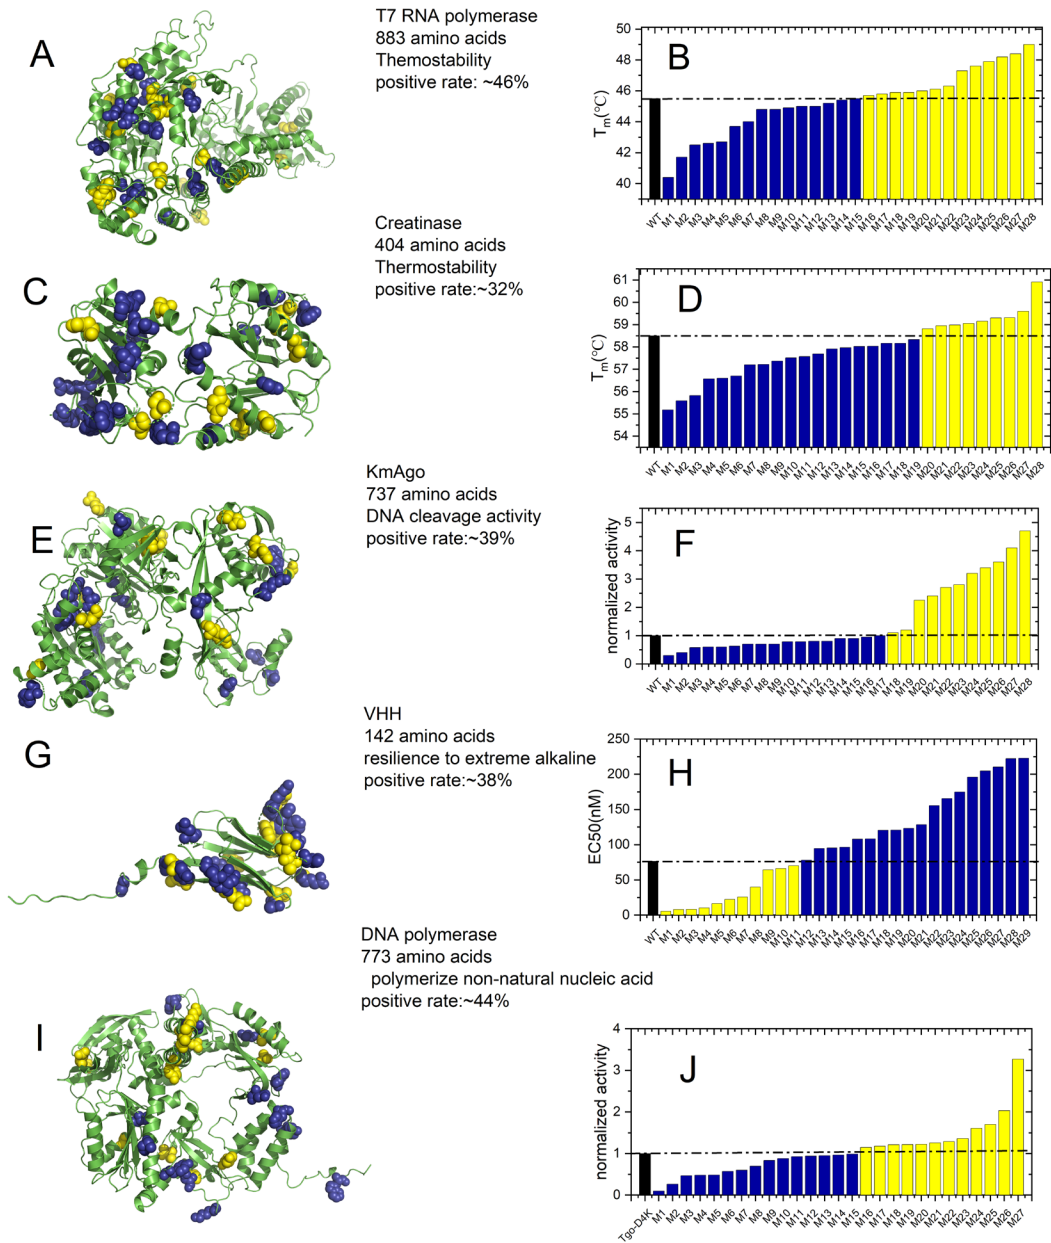 A
T7 RNA polymerase
883 amino acids
Themostability
positive rate: ~46%
B
Tm(°C)
50
48
46
44
42
40
WT M1 M2 M3 M4 M5 M6 M7 M8 M9 M10 M11 M12 M13 M14 M15 M16 M17 M18 M19 M20 M21 M22 M23 M24 M25 M26 M27 M28
C
Creatinase
404 amino acids
Thermostability
positive rate:~32%
D
Tm(°C)
61
60
59
58
57
56
55
54
WT M1 M2 M3 M4 M5 M6 M7 M8 M9 M10 M11 M12 M13 M14 M15 M16 M17 M18 M19 M20 M21 M22 M23 M24 M25 M26 M27 M28
E
KmAgo
737 amino acids
DNA cleavage activity
positive rate:~39%
F
normalized activity
5
4
3
2
1
0
WT M1 M2 M3 M4 M5 M6 M7 M8 M9 M10 M11 M12 M13 M14 M15 M16 M17 M18 M19 M20 M21 M22 M23 M24 M25 M26 M27 M28
G
VHH
142 amino acids
resilience to extreme alkaline
positive rate:~38%
H
EC50(nM)
250
200
150
100
50
0
WT M1 M2 M3 M4 M5 M6 M7 M8 M9 M10 M11 M12 M13 M14 M15 M16 M17 M18 M19 M20 M21 M22 M23 M24 M25 M26 M27 M28 M29
I
DNA polymerase
773 amino acids
polymerize non-natural nucleic acid
positive rate:~44%
J
normalized activity
4
3
2
1
0
Tgo-D4K M1 M2 M3 M4 M5 M6 M7 M8 M9 M10 M11 M12 M13 M14 M15 M16 M17 M18 M19 M20 M21 M22 M23 M24 M25 M26 M27